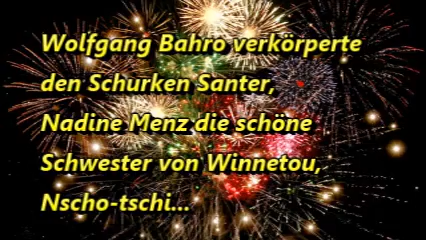 Wolfgang Bahro verkörperte
den Schurken Santer,
Nadine Menz die schöne
Schwester von Winnetou,
Nscho-tschi...